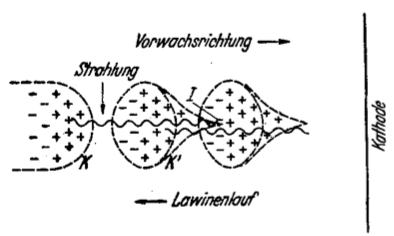 Vorwachsrichtung
Strahlung
I
K
K'
Lawinenlauf
Kathode